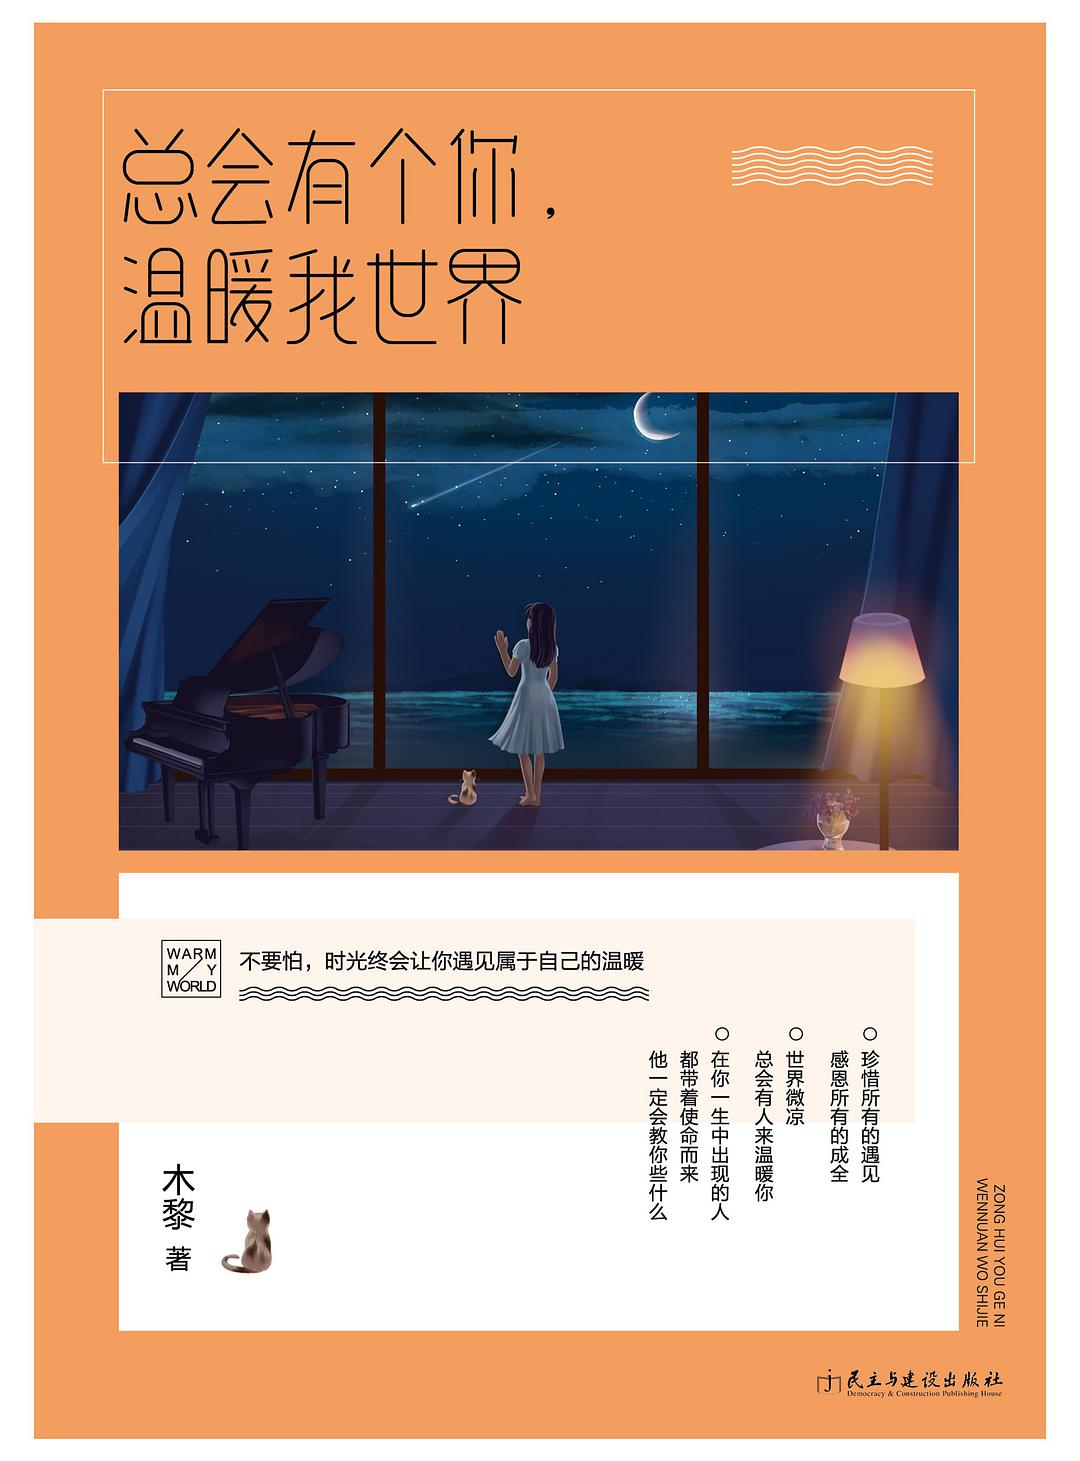 总会有个你，
温暖我世界
WARM
M Y
WORLD
不要怕，时光终会让你遇见属于自己的温暖
○珍惜所有的遇见
感恩所有的成全
○世界微凉
总会有人来温暖你
○在你一生中出现的人
都带着使命而来
他一定会教你些什么
木黎 著
ZONG HUI YOU GE NI
WENNUAN WO SHIJIE
民主与建设出版社
Democracy & Construction Publishing House